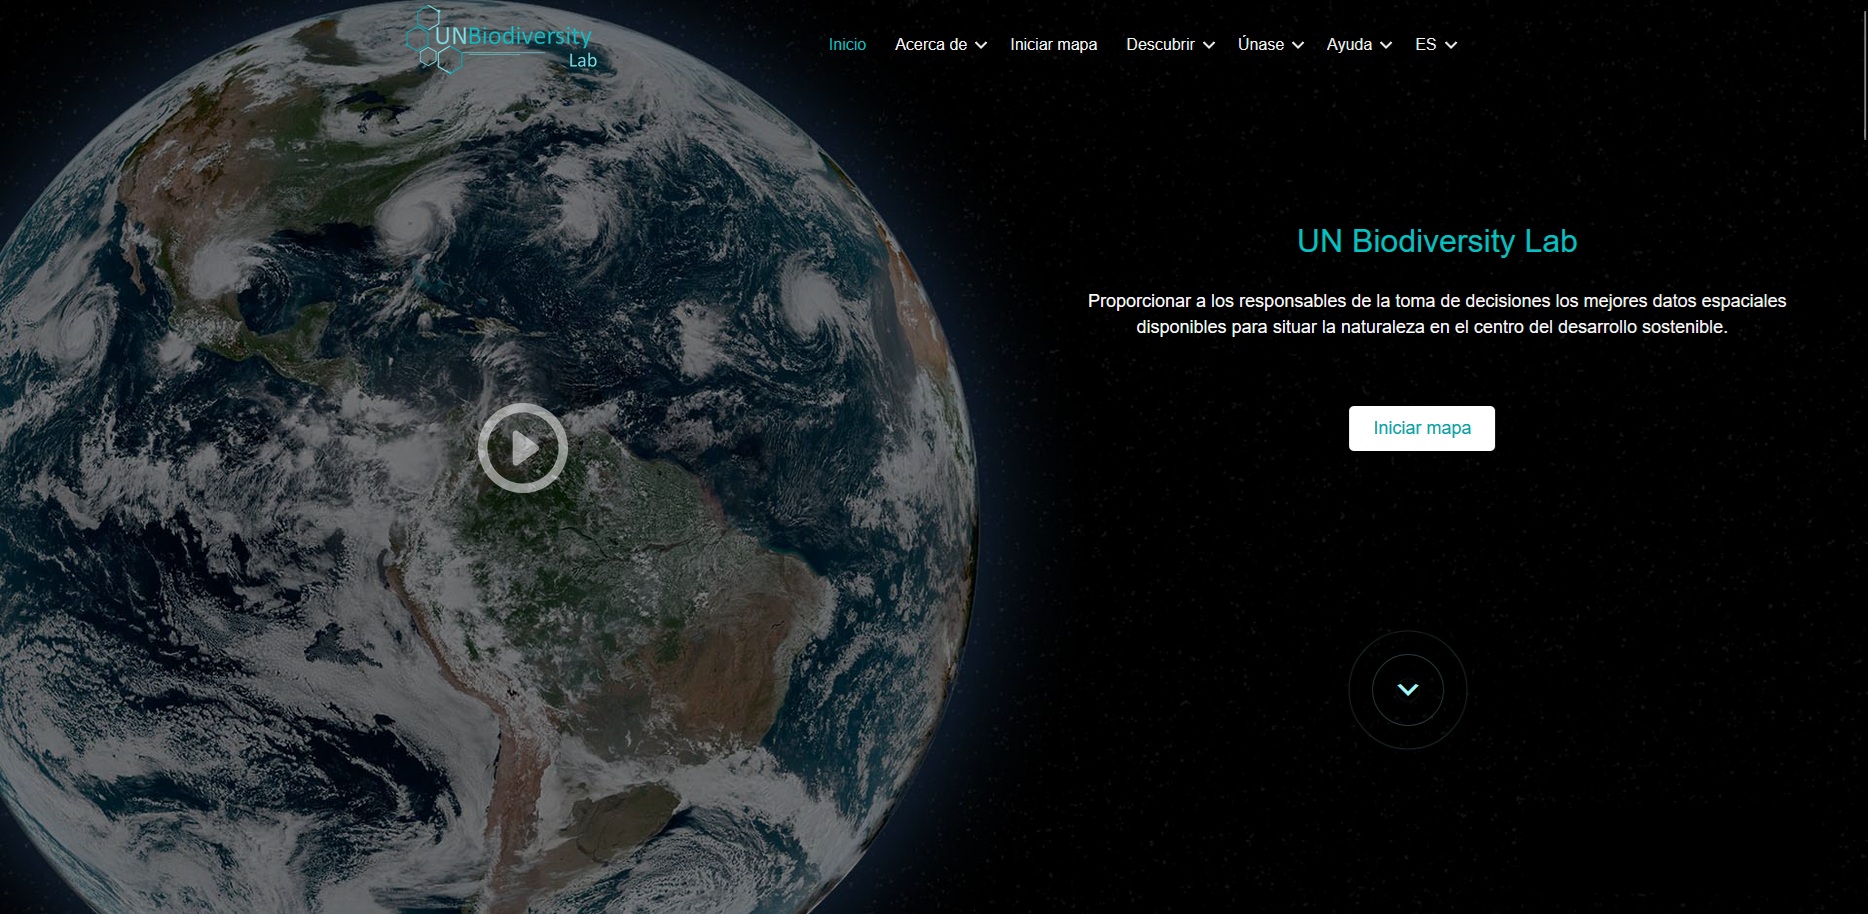 UNBiodiversity
Lab
Inicio Acerca de Iniciar mapa Descubrir Únase Ayuda ES
UN Biodiversity Lab
Proporcionar a los responsables de la toma de decisiones los mejores datos espaciales
disponibles para situar la naturaleza en el centro del desarrollo sostenible.
Iniciar mapa